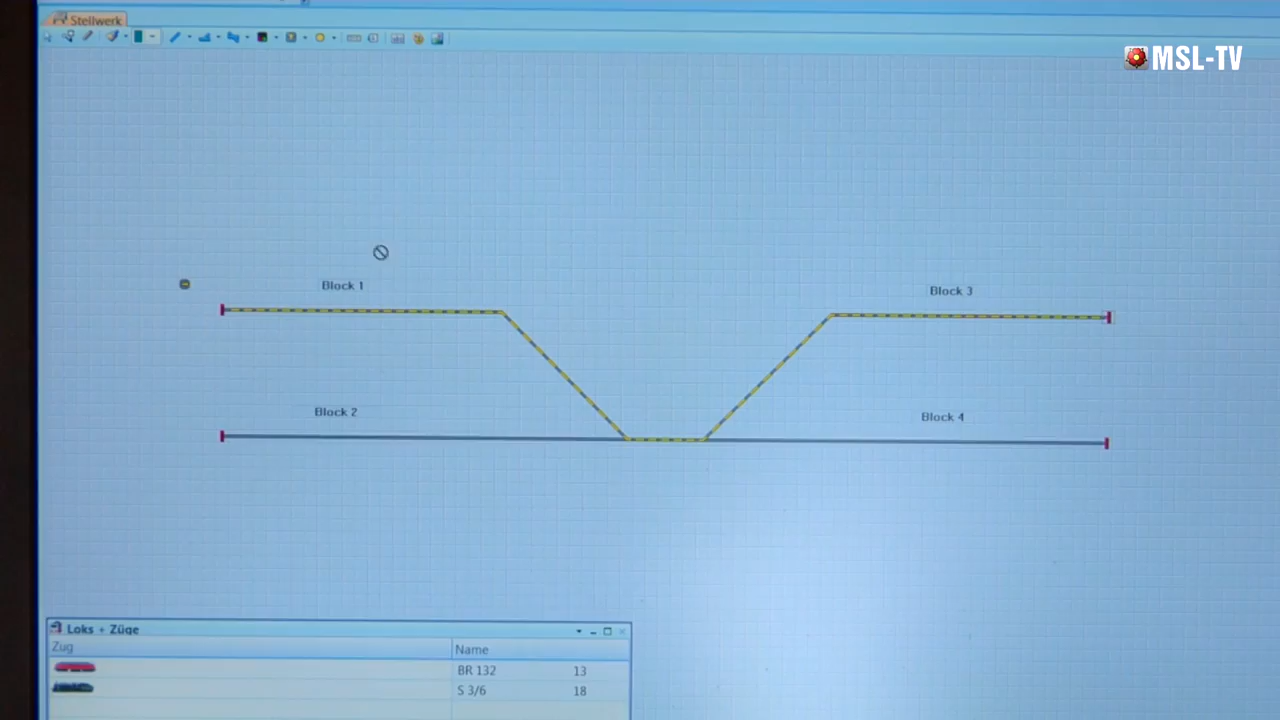 Stellwerk
MSL-TV
Block 1
Block 3
Block 2
Block 4
Loks + Züge
Zug
Name
BR 132 13
S 3/6 18